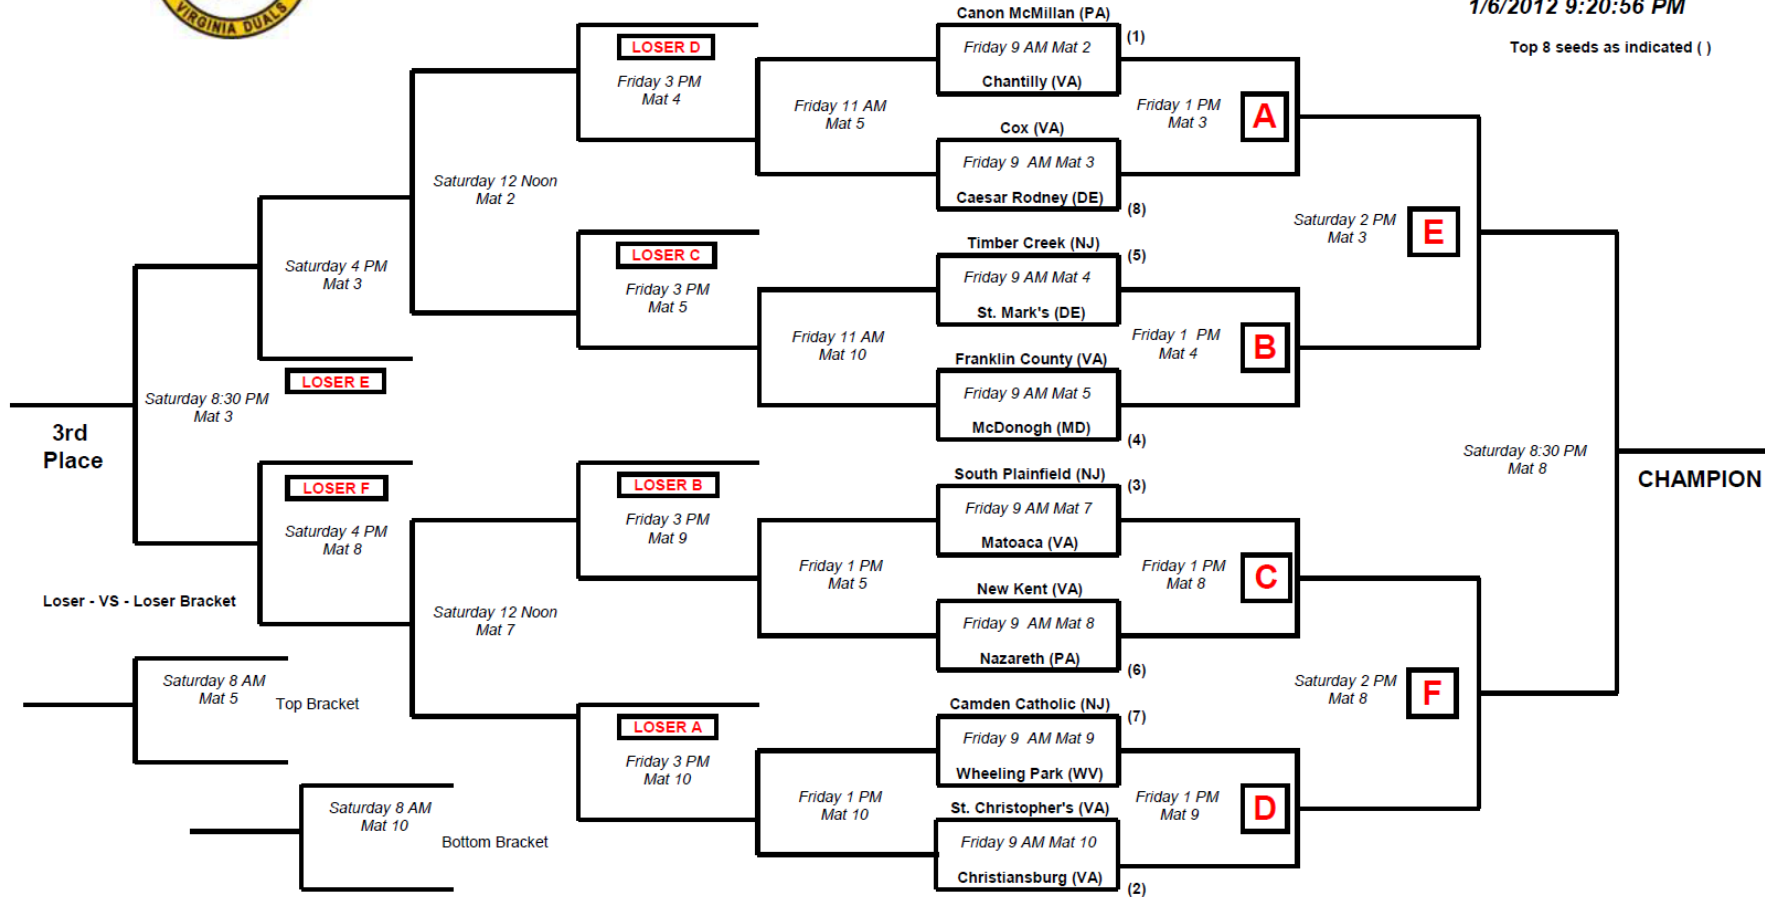 VIRGINIA DUALS
1/6/2012 9:20:56 PM
Top 8 seeds as indicated ( )
Canon McMillan (PA)
(1)
Friday 9 AM Mat 2
Chantilly (VA)
Cox (VA)
Friday 9  AM Mat 3
Caesar Rodney (DE)
(8)
Timber Creek (NJ)
(5)
Friday 9 AM Mat 4
St. Mark's (DE)
Franklin County (VA)
Friday 9 AM Mat 5
McDonogh (MD)
(4)
South Plainfield (NJ)
(3)
Friday 9 AM Mat 7
Matoaca (VA)
New Kent (VA)
Friday 9  AM Mat 8
Nazareth (PA)
(6)
Camden Catholic (NJ)
(7)
Friday 9  AM Mat 9
Wheeling Park (WV)
St. Christopher's (VA)
Friday 9 AM Mat 10
Christiansburg (VA)
(2)
Friday 1 PM
Mat 3
A
Friday 1  PM
Mat 4
B
Friday 1 PM
Mat 8
C
Friday 1 PM
Mat 9
D
Saturday 2 PM
Mat 3
E
Saturday 2 PM
Mat 8
F
Saturday 8:30 PM
Mat 8
CHAMPION
Friday 11 AM
Mat 5
Friday 11 AM
Mat 10
Friday 1 PM
Mat 5
Friday 1 PM
Mat 10
LOSER D
Friday 3 PM
Mat 4
LOSER C
Friday 3 PM
Mat 5
LOSER B
Friday 3 PM
Mat 9
LOSER A
Friday 3 PM
Mat 10
Saturday 12 Noon
Mat 2
Saturday 12 Noon
Mat 7
Saturday 4 PM
Mat 3
LOSER E
LOSER F
Saturday 4 PM
Mat 8
Saturday 8:30 PM
Mat 3
3rd
Place
Loser - VS - Loser Bracket
Saturday 8 AM
Mat 5
Top Bracket
Saturday 8 AM
Mat 10
Bottom Bracket